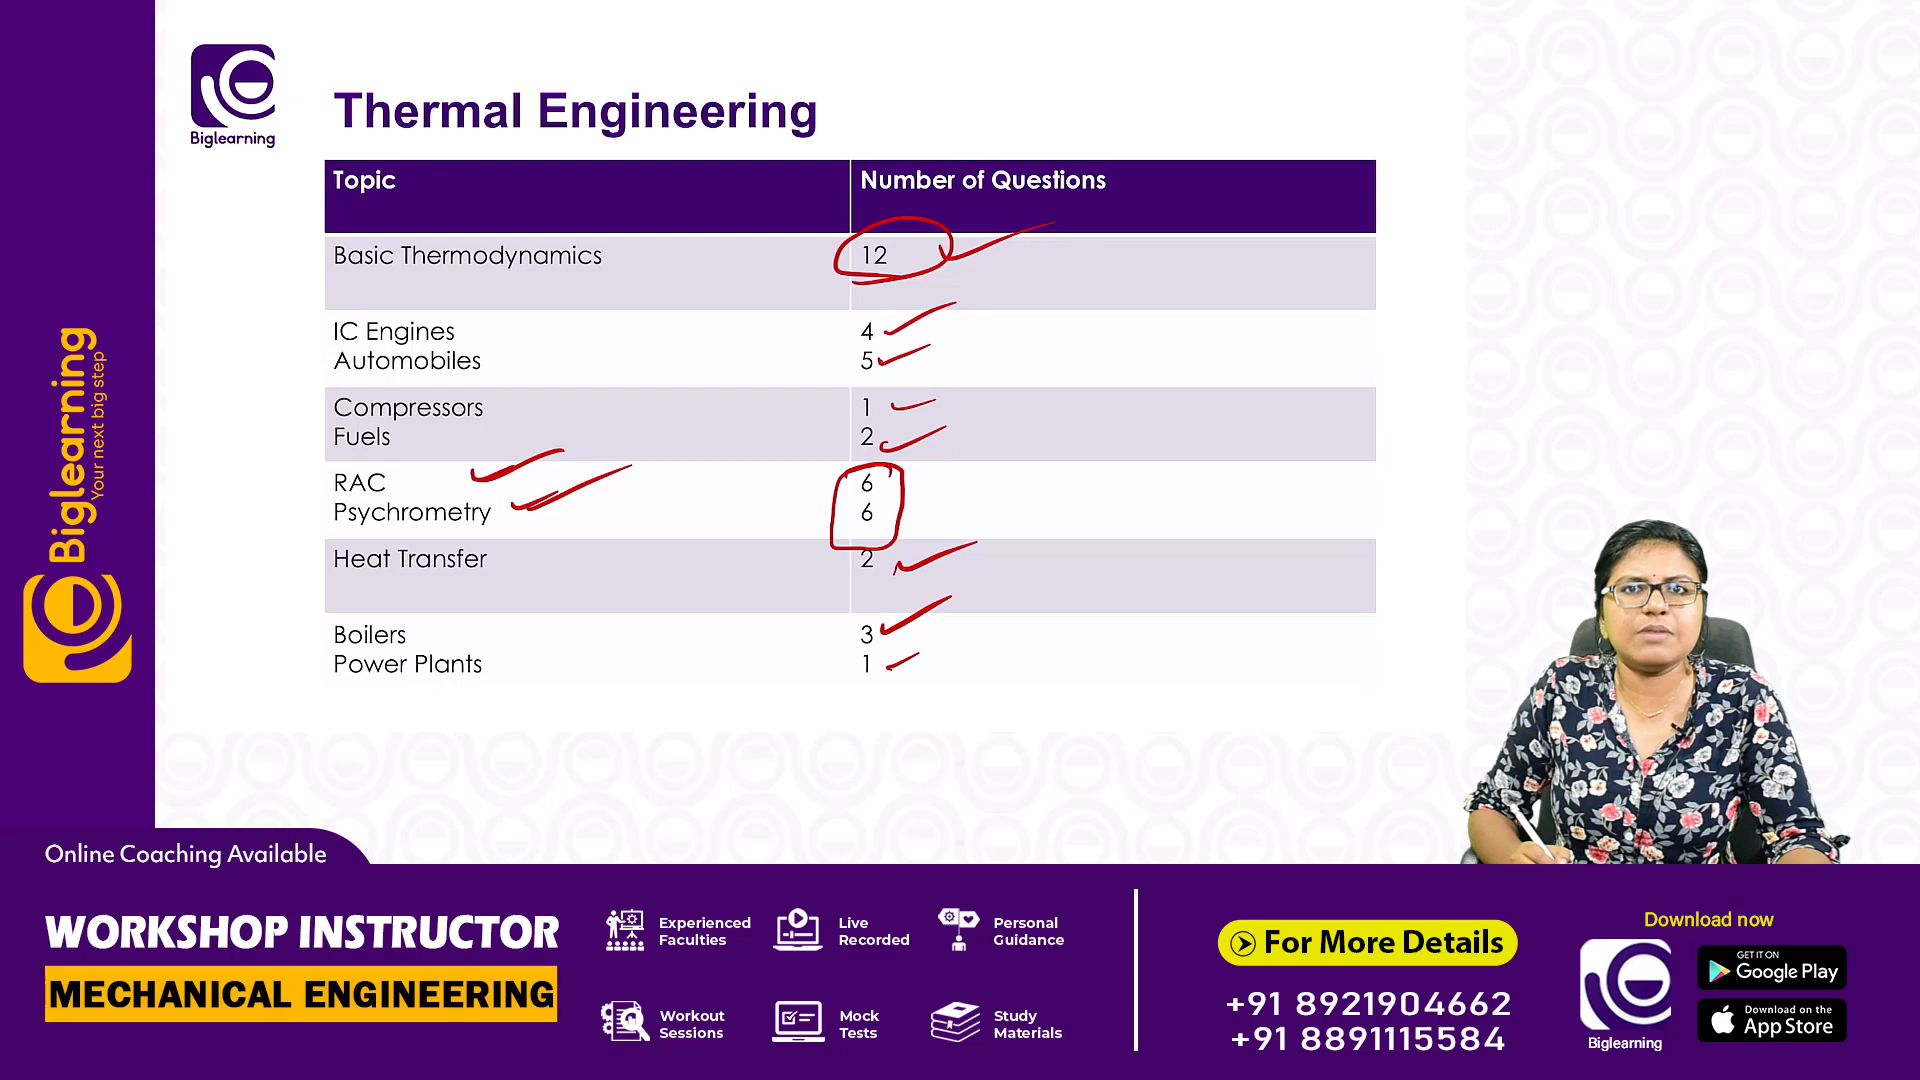 Biglearning
Thermal Engineering
Topic
Number of Questions
Basic Thermodynamics
12
IC Engines
4
Automobiles
5
Compressors
1
Fuels
2
RAC
6
Psychrometry
6
Heat Transfer
2
Boilers
3
Power Plants
1
Biglearning
Your next big step
Online Coaching Available
WORKSHOP INSTRUCTOR
MECHANICAL ENGINEERING
Experienced
Faculties
Live
Recorded
Personal
Guidance
Workout
Sessions
Mock
Tests
Study
Materials
For More Details
+91 8921904662
+91 8891115584
Download now
Biglearning
GET IT ON
Google Play
Download on the
App Store